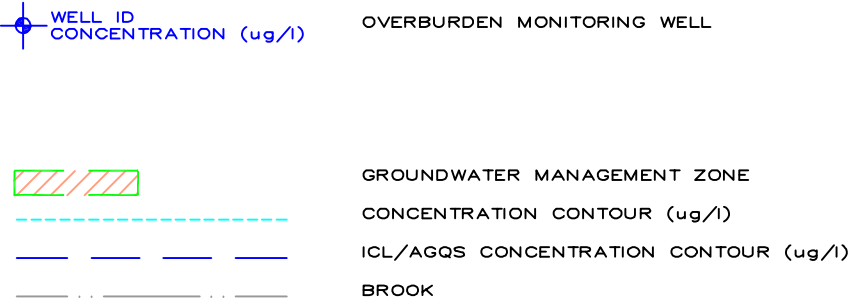 WELL ID
CONCENTRATION (ug/l)
OVERBURDEN MONITORING WELL
GROUNDWATER MANAGEMENT ZONE
CONCENTRATION CONTOUR (ug/l)
ICL/AGQS CONCENTRATION CONTOUR (ug/l)
BROOK